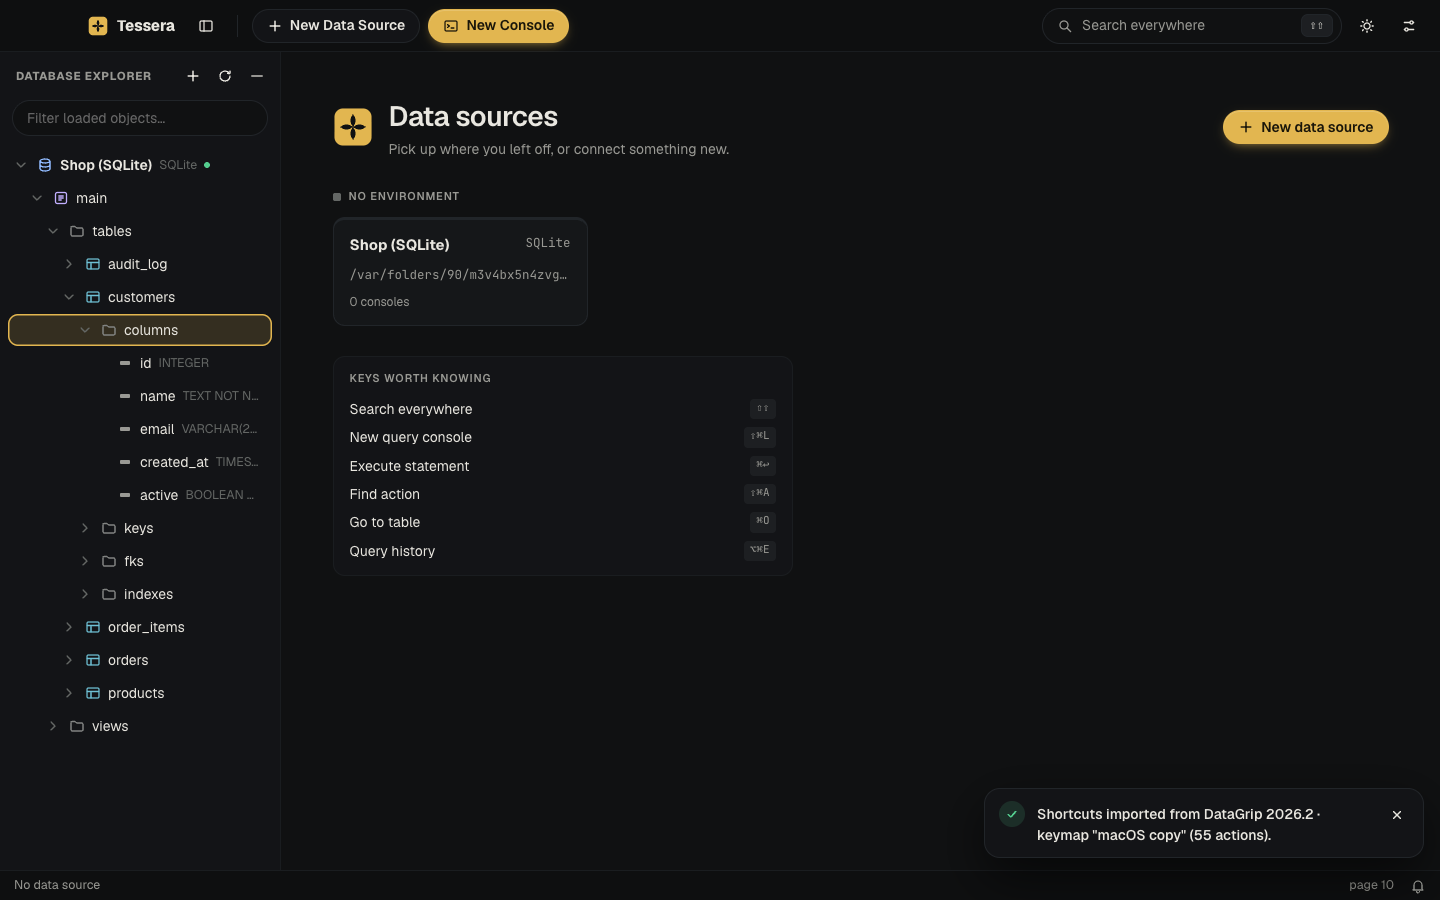 Tessera
New Data Source
New Console
Search everywhere
⇧⇧
DATABASE EXPLORER
Filter loaded objects…
Shop (SQLite) SQLite
main
tables
audit_log
customers
columns
id INTEGER
name TEXT NOT N…
email VARCHAR(2…
created_at TIMES…
active BOOLEAN …
keys
fks
indexes
order_items
orders
products
views
Data sources
Pick up where you left off, or connect something new.
New data source
NO ENVIRONMENT
Shop (SQLite) SQLite
/var/folders/90/m3v4bx5n4zvg…
0 consoles
KEYS WORTH KNOWING
Search everywhere ⇧⇧
New query console ⇧⌘L
Execute statement ⌘↩
Find action ⇧⌘A
Go to table ⌘O
Query history ⌥⌘E
Shortcuts imported from DataGrip 2026.2 ·
keymap "macOS copy" (55 actions).
No data source
page 10